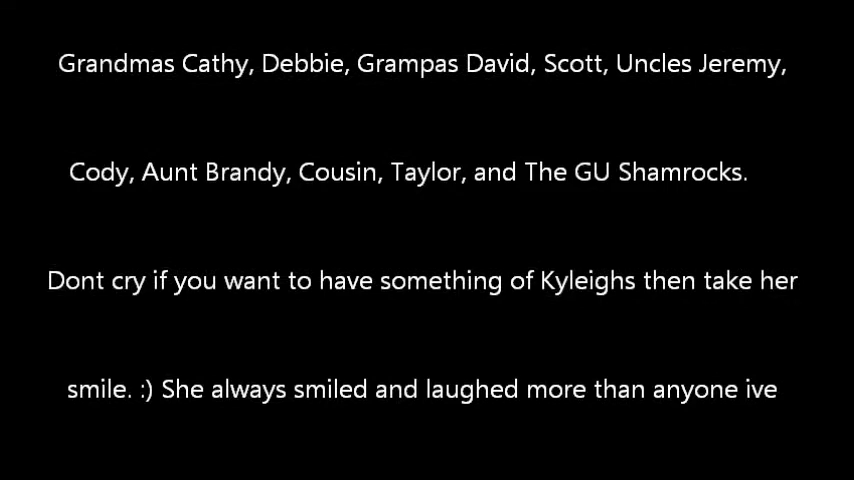 Grandmas Cathy, Debbie, Grampas David, Scott, Uncles Jeremy,
Cody, Aunt Brandy, Cousin, Taylor, and The GU Shamrocks.
Dont cry if you want to have something of Kyleighs then take her
smile. :) She always smiled and laughed more than anyone ive